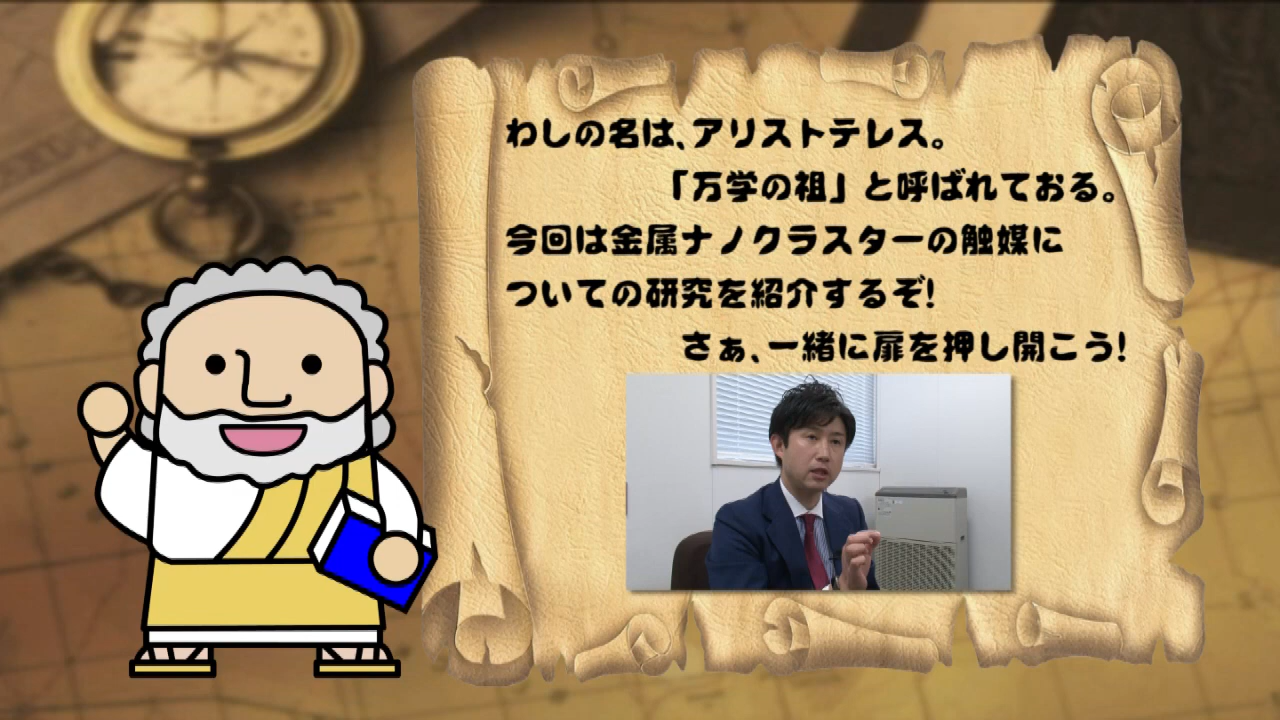 わしの名は、アリストテレス。
「万学の祖」と呼ばれておる。
今回は金属ナノクラスターの触媒に
ついての研究を紹介するぞ!
さぁ、一緒に扉を押し開こう!